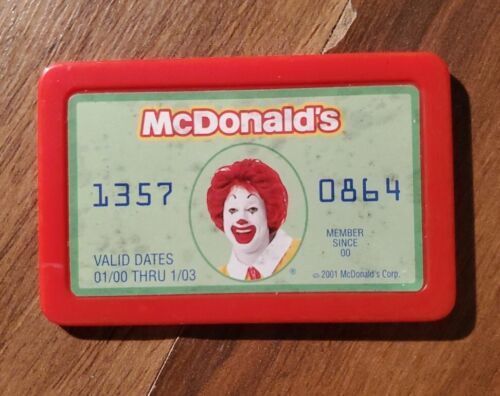 McDonald's
1357 0864
VALID DATES
01/00 THRU 1/03
MEMBER
SINCE
00
®
© 2001 McDonald's Corp.